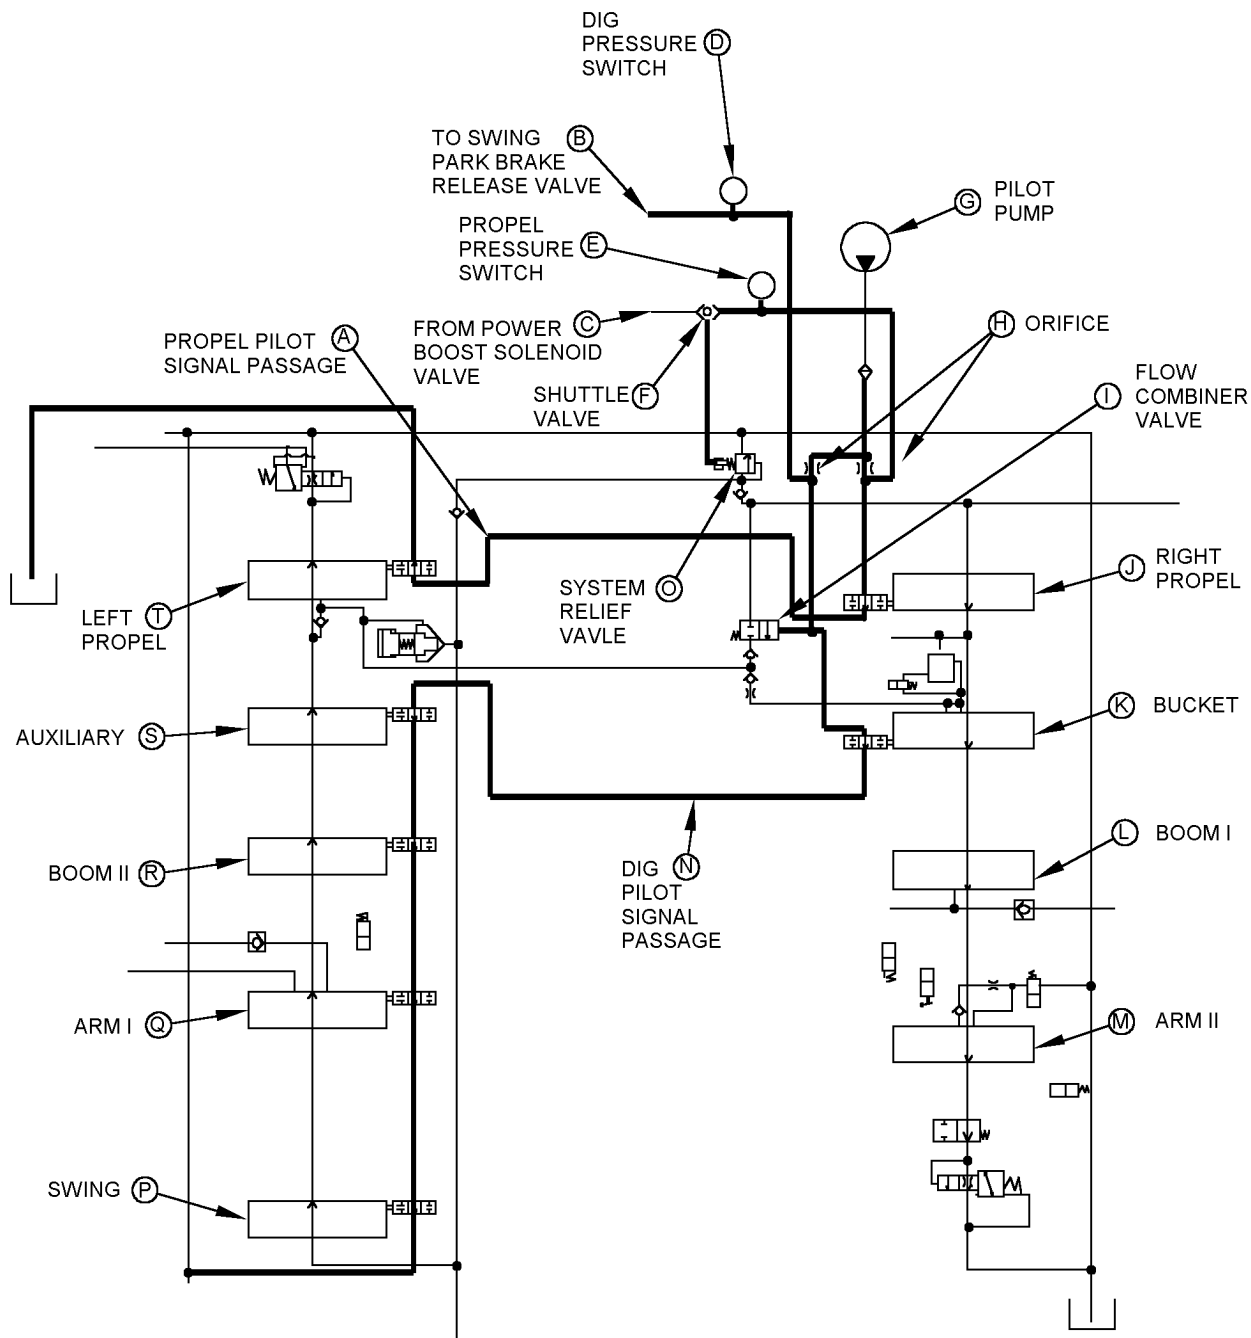 DIG
PRESSURE D
SWITCH
TO SWING B
PARK BRAKE
RELEASE VALVE
G PILOT
PUMP
PROPEL
PRESSURE E
SWITCH
PROPEL PILOT A
SIGNAL PASSAGE
FROM POWER C
BOOST SOLENOID
VALVE
H ORIFICE
SHUTTLE F
VALVE
FLOW
I COMBINER
VALVE
LEFT T
PROPEL
SYSTEM O
RELIEF
VAVLE
J RIGHT
PROPEL
AUXILIARY S
K BUCKET
BOOM II R
L BOOM I
DIG N
PILOT
SIGNAL
PASSAGE
ARM I Q
M ARM II
SWING P